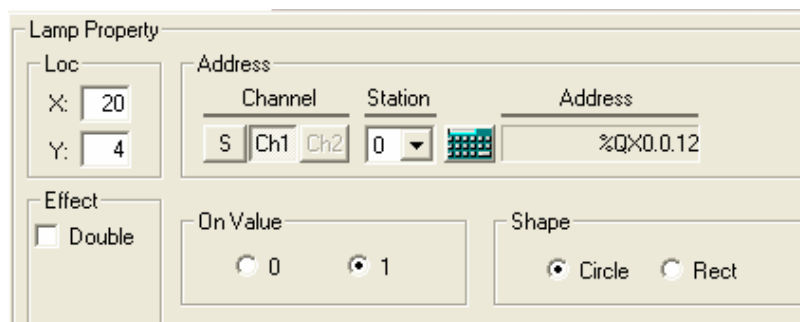 Lamp Property
Loc
X: 20
Y: 4
Address
Channel Station Address
S Ch1 Ch2 0 %QX0.0.12
Effect
Double
On Value
0 1
Shape
Circle Rect